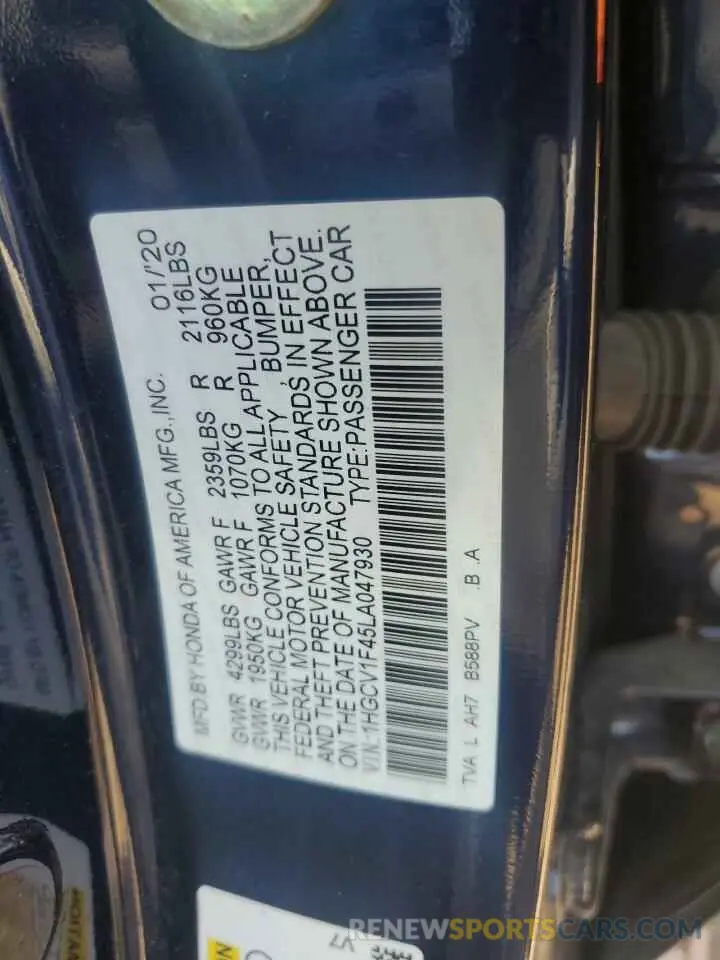 MFD.BY HONDA OF AMERICA MFG.,INC. 01/'20
GVWR 4299LBS GAWR F 2359LBS R 2116LBS
GVWR 1950KG GAWR F 1070KG R 960KG
THIS VEHICLE CONFORMS TO ALL APPLICABLE
FEDERAL MOTOR VEHICLE SAFETY , BUMPER,
AND THEFT PREVENTION STANDARDS IN EFFECT
ON THE DATE OF MANUFACTURE SHOWN ABOVE.
VIN:1HGCV1F45LA047930 TYPE:PASSENGER CAR
TVA L AH7 B588PV .B .A
RENEWSPORTSCARS.COM